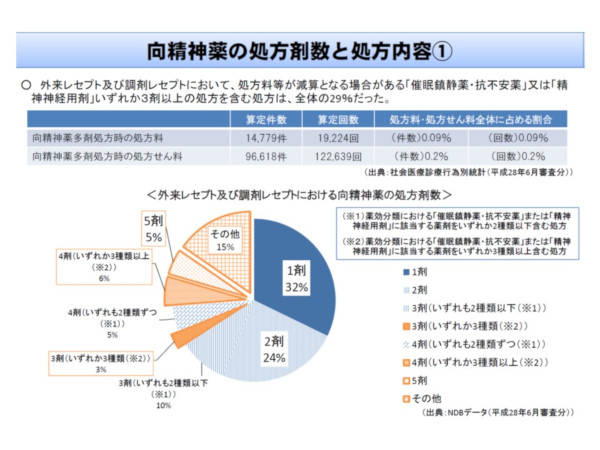 向精神薬の処方剤数と処方内容①
○ 外来レセプト及び調剤レセプトにおいて、処方料等が減算となる場合がある「催眠鎮静薬・抗不安薬」又は「精
神神経用剤」いずれか3剤以上の処方を含む処方は、全体の29%だった。
算定件数 算定回数 処方料・処方せん料全体に占める割合
向精神薬多剤処方時の処方料 14,779件 19,224回 (件数)0.09% (回数)0.09%
向精神薬多剤処方時の処方せん料 96,618件 122,639回 (件数)0.2% (回数)0.2%
(出典:社会医療診療行為別統計(平成28年6月審査分))
<外来レセプト及び調剤レセプトにおける向精神薬の処方剤数>
(※1)薬効分類における「催眠鎮静薬・抗不安薬」または「精神
神経用剤」に該当する薬剤をいずれか2種類以下含む処方
(※2)薬効分類における「催眠鎮静薬・抗不安薬」または「精神
神経用剤」に該当する薬剤をいずれか3種類以上含む処方
1剤
32%
2剤
24%
3剤(いずれも2種類以下
(※1))
10%
3剤(いずれか3種類(※2))
3%
4剤(いずれも2種類ずつ
(※1))
5%
4剤(いずれか3種類以上
(※2))
6%
5剤
5%
その他
15%
1剤
2剤
3剤(いずれも2種類以下(※1))
3剤(いずれか3種類(※2))
4剤(いずれも2種類ずつ(※1))
4剤(いずれか3種類以上(※2))
5剤
その他
(出典:NDBデータ(平成28年6月審査分))